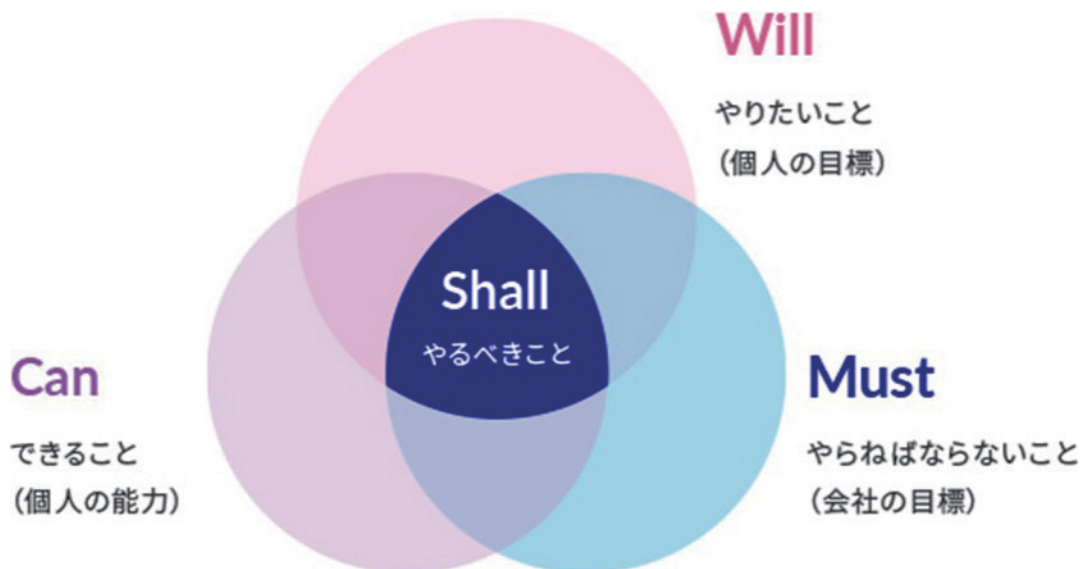 Will
やりたいこと
（個人の目標）
Shall
やるべきこと
Can
できること
（個人の能力）
Must
やらねばならないこと
（会社の目標）